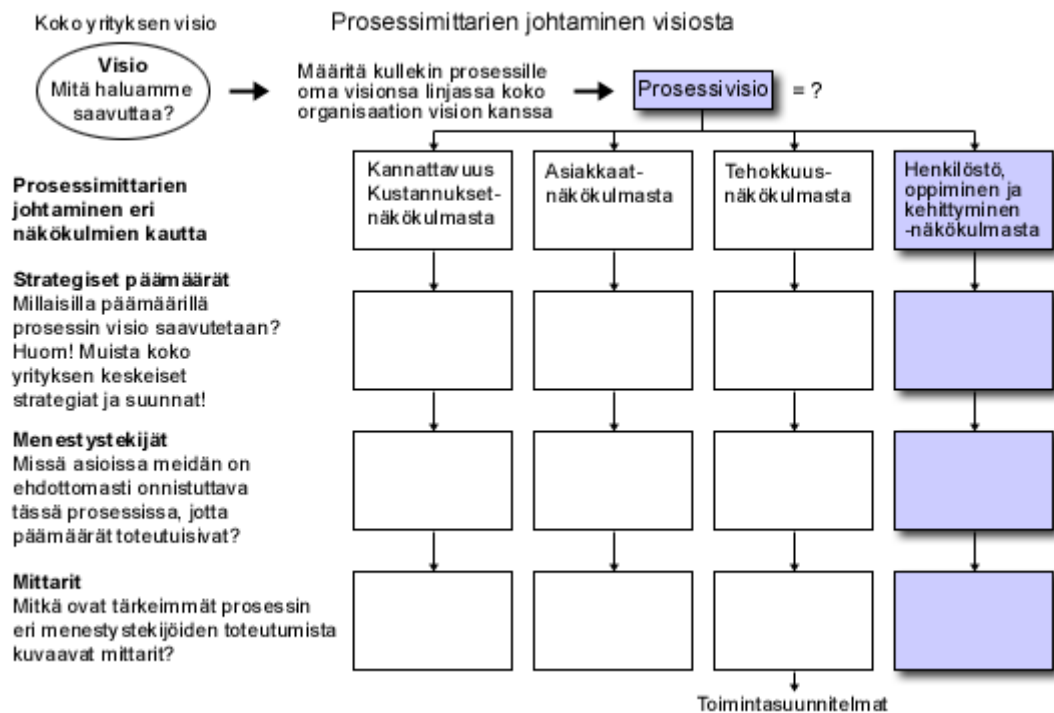 Prosessimittarien johtaminen visiosta
Koko yrityksen visio
Visio
Mitä haluamme
saavuttaa?
Määritä kullekin prosessille
oma visionsa linjassa koko
organisaation vision kanssa
Prosessivisio
= ?
Prosessimittarien
johtaminen eri
näkökulmien kautta
Kannattavuus
Kustannukset-
näkökulmasta
Asiakkaat-
näkökulmasta
Tehokkuus-
näkökulmasta
Henkilöstö,
oppiminen ja
kehittyminen
-näkökulmasta
Strategiset päämäärät
Millaisilla päämäärillä
prosessin visio saavutetaan?
Huom! Muista koko
yrityksen keskeiset
strategiat ja suunnat!
Menestystekijät
Missä asioissa meidän on
ehdottomasti onnistuttava
tässä prosessissa, jotta
päämäärät toteutuisivat?
Mittarit
Mitkä ovat tärkeimmät prosessin
eri menestystekijöiden toteutumista
kuvaavat mittarit?
Toimintasuunnitelmat